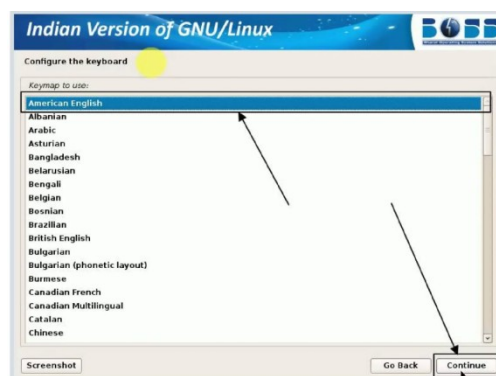 Indian Version of GNU/Linux
BOSS
Configure the keyboard
Keymap to use:
American English
Albanian
Arabic
Asturian
Bangladesh
Belarusian
Bengali
Belgian
Bosnian
Brazilian
British English
Bulgarian
Bulgarian (phonetic layout)
Burmese
Canadian French
Canadian Multilingual
Catalan
Chinese
Screenshot
Go Back
Continue